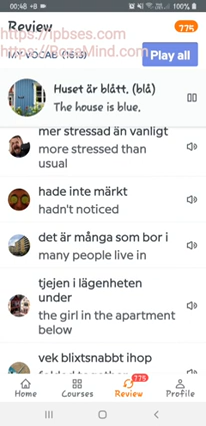 00:48
100%
Review
775
https://lpbses.com
https://RozaMind.com
MY VOCAB (1613)
Play all
Huset är blått. (blå)
The house is blue.
mer stressad än vanligt
more stressed than
usual
hade inte märkt
hadn't noticed
det är många som bor i
many people live in
tjejen i lägenheten
under
the girl in the apartment
below
vek blixtsnabbt ihop
775
Home
Courses
Review
Profile